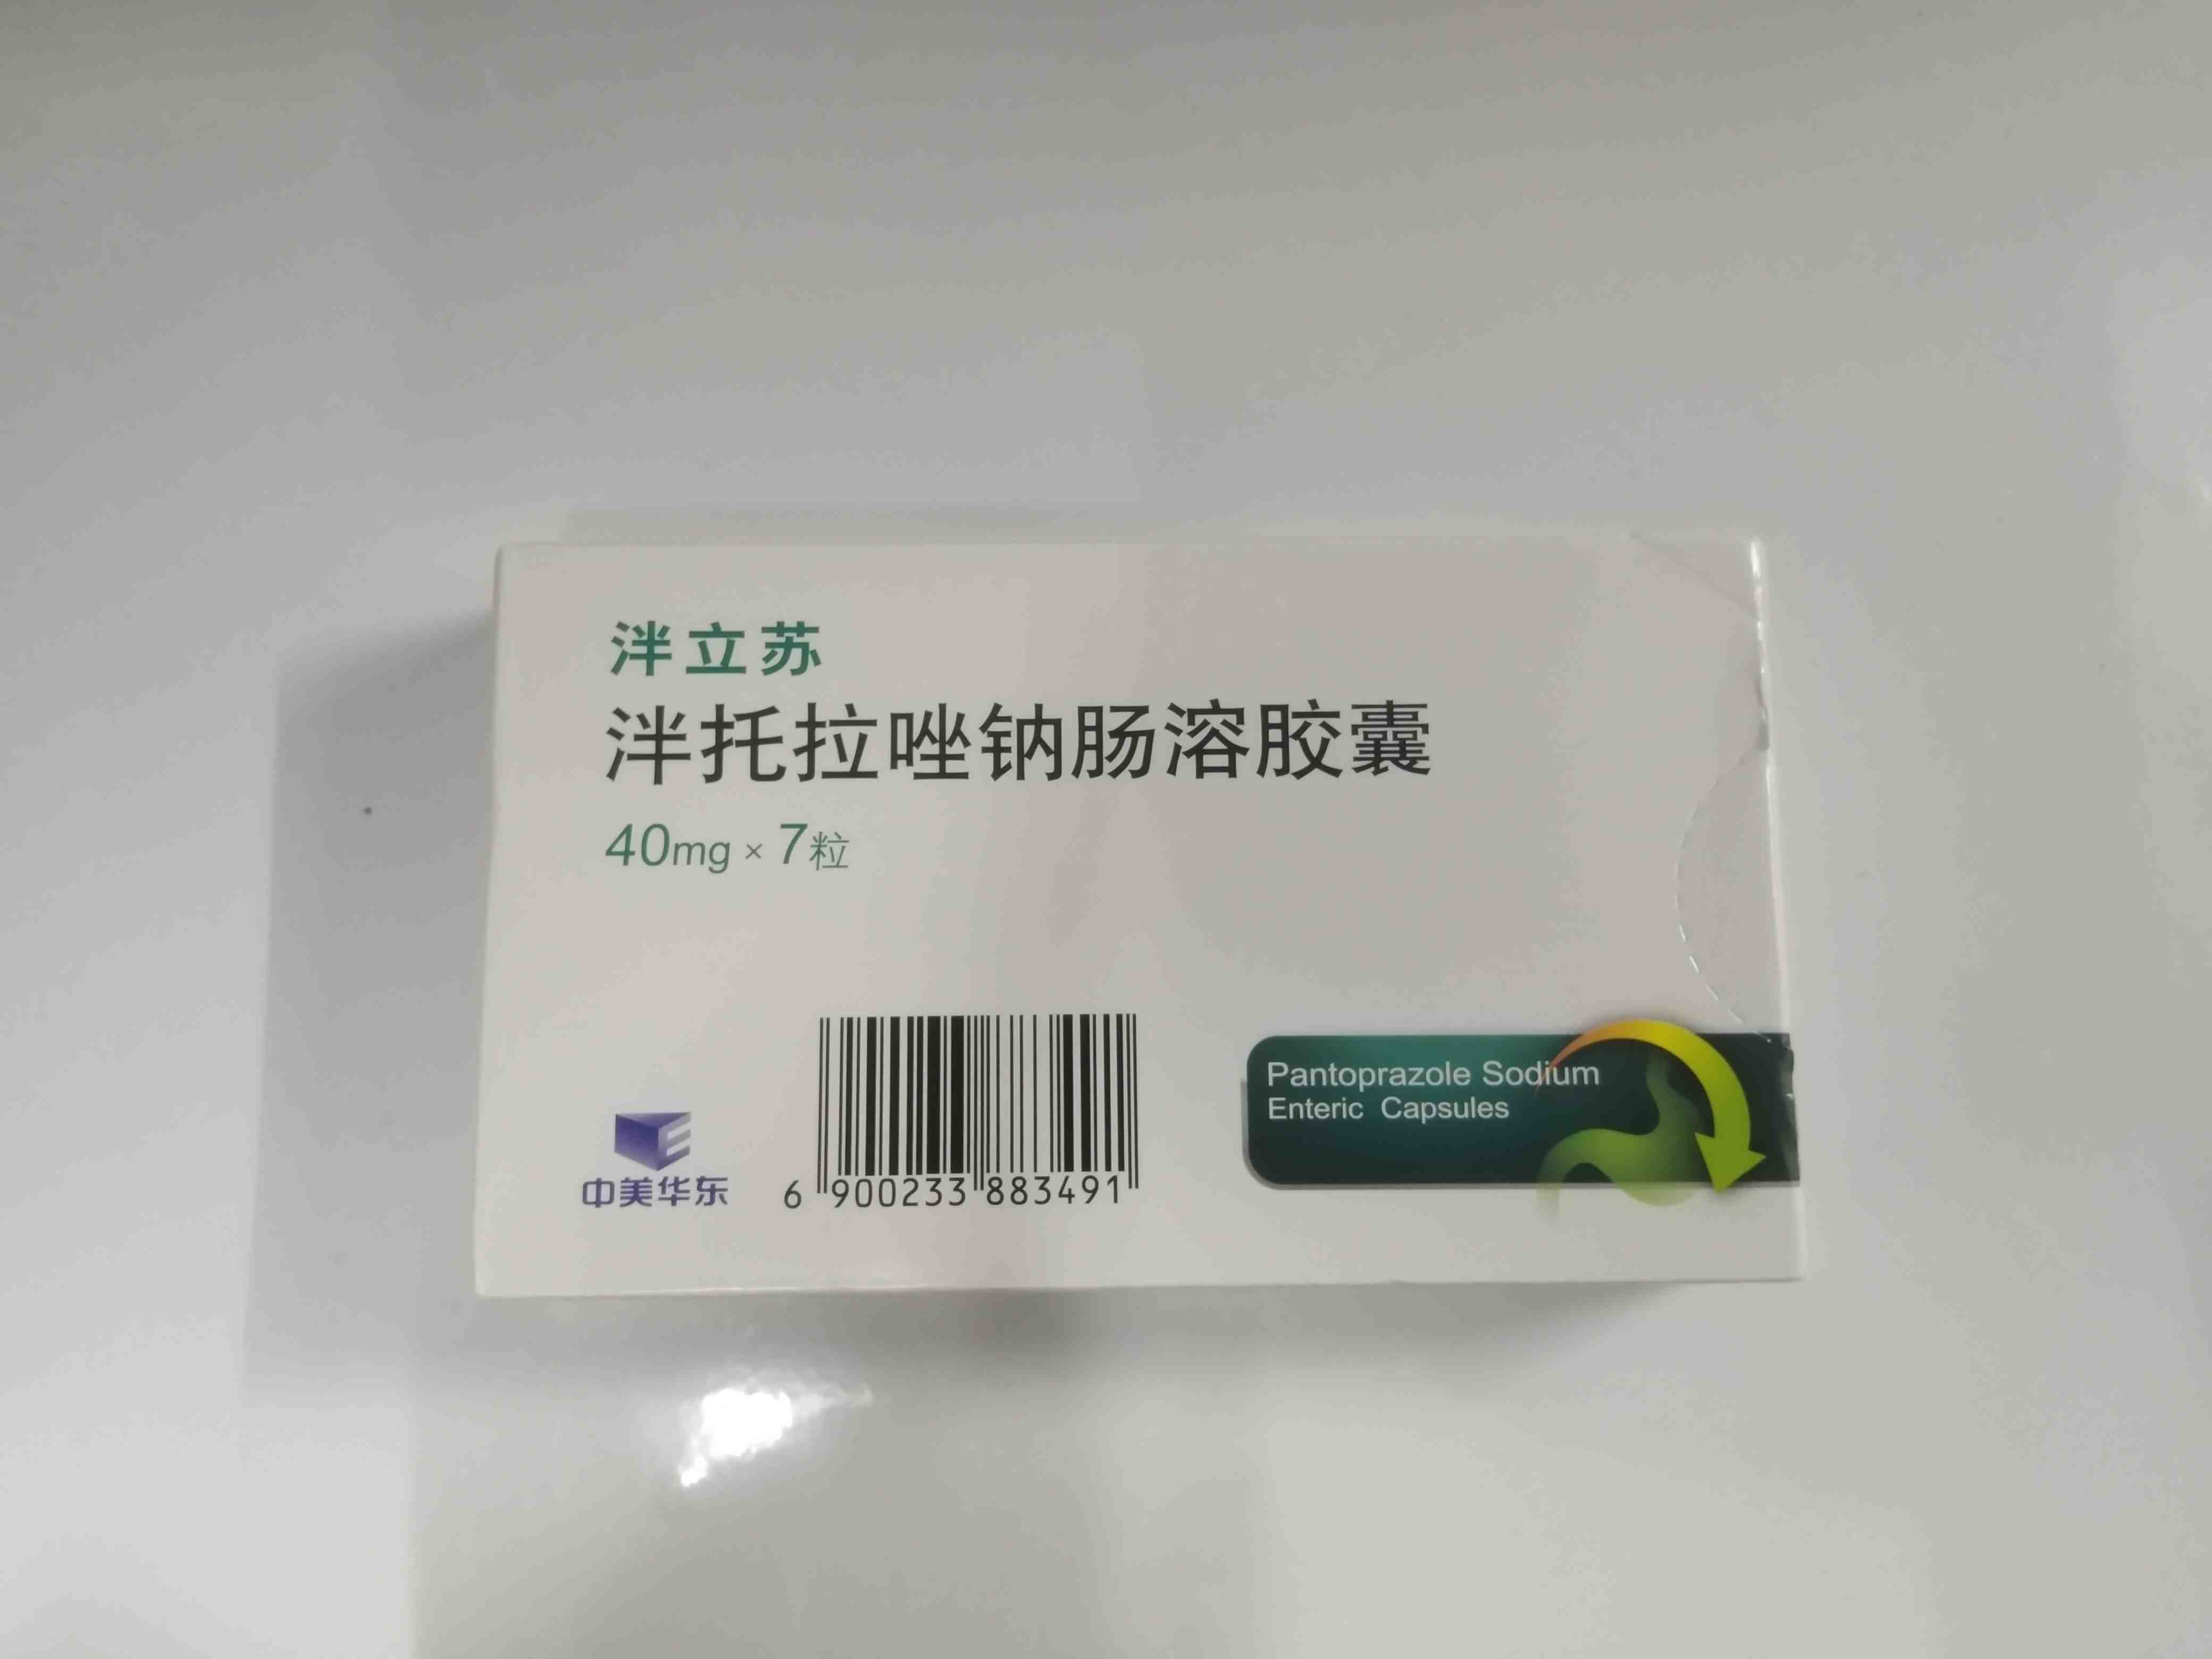 泮立苏
泮托拉唑钠肠溶胶囊
40mg × 7粒
Pantoprazole Sodium
Enteric Capsules
中美华东
6 900233 883491